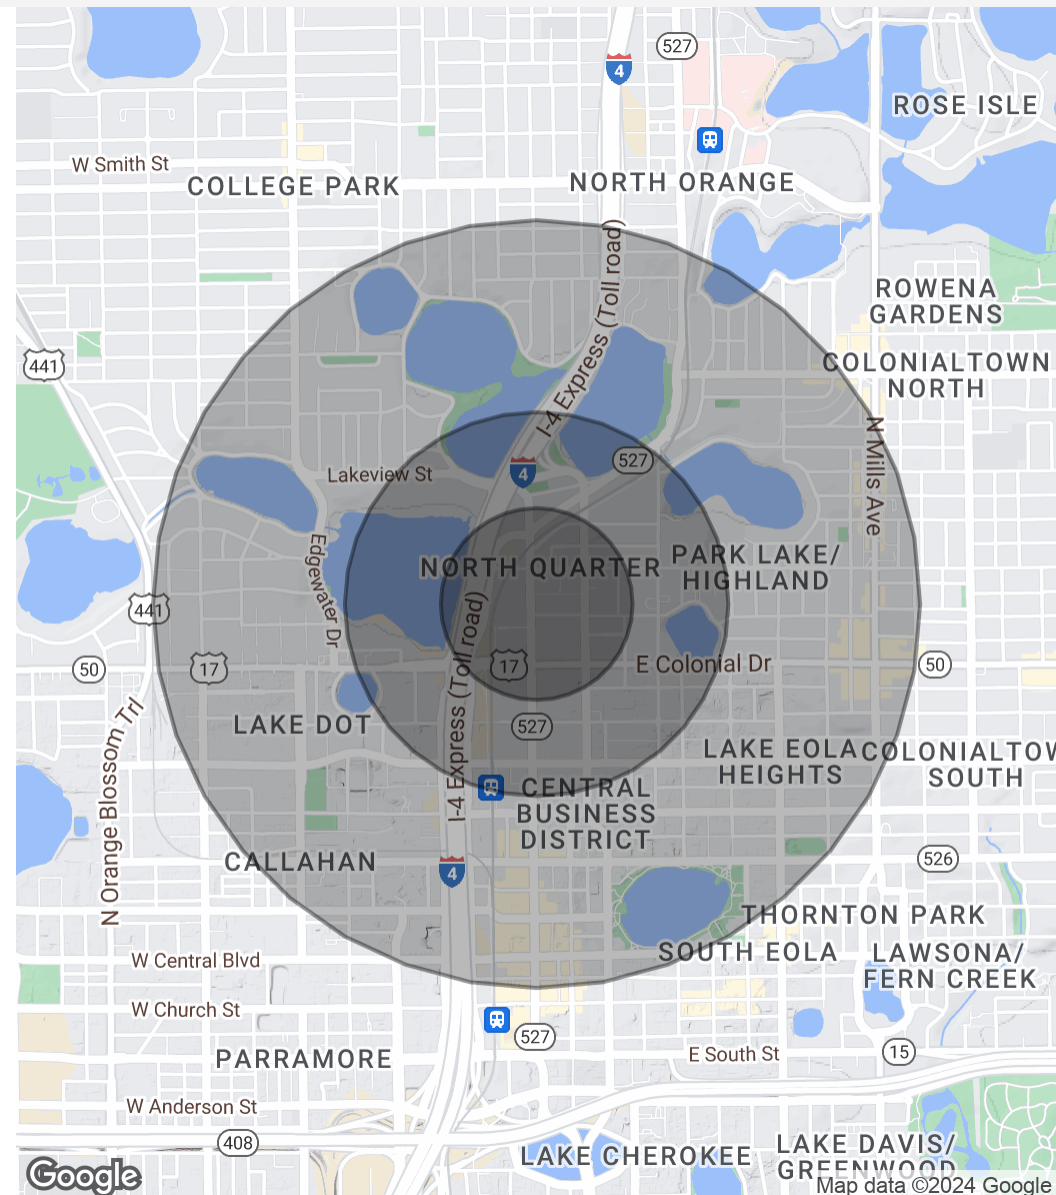 527
4
ROSE ISLE
W Smith St
COLLEGE PARK
NORTH ORANGE
I-4 Express (Toll road)
ROWENA
GARDENS
441
COLONIALTOWN
NORTH
N Mills Ave
Lakeview St
4
527
Edgewater Dr
NORTH QUARTER
PARK LAKE/
HIGHLAND
441
50
17
I-4 Express (Toll road)
17
E Colonial Dr
50
N Orange Blossom Trl
LAKE DOT
527
LAKE EOLA
HEIGHTS
COLONIALTOW
SOUTH
CENTRAL
BUSINESS
DISTRICT
CALLAHAN
4
526
THORNTON PARK
SOUTH EOLA
LAWSONA/
FERN CREEK
W Central Blvd
W Church St
527
PARRAMORE
E South St
15
W Anderson St
408
LAKE CHEROKEE
LAKE DAVIS/
GREENWOOD
Google
Map data ©2024 Google